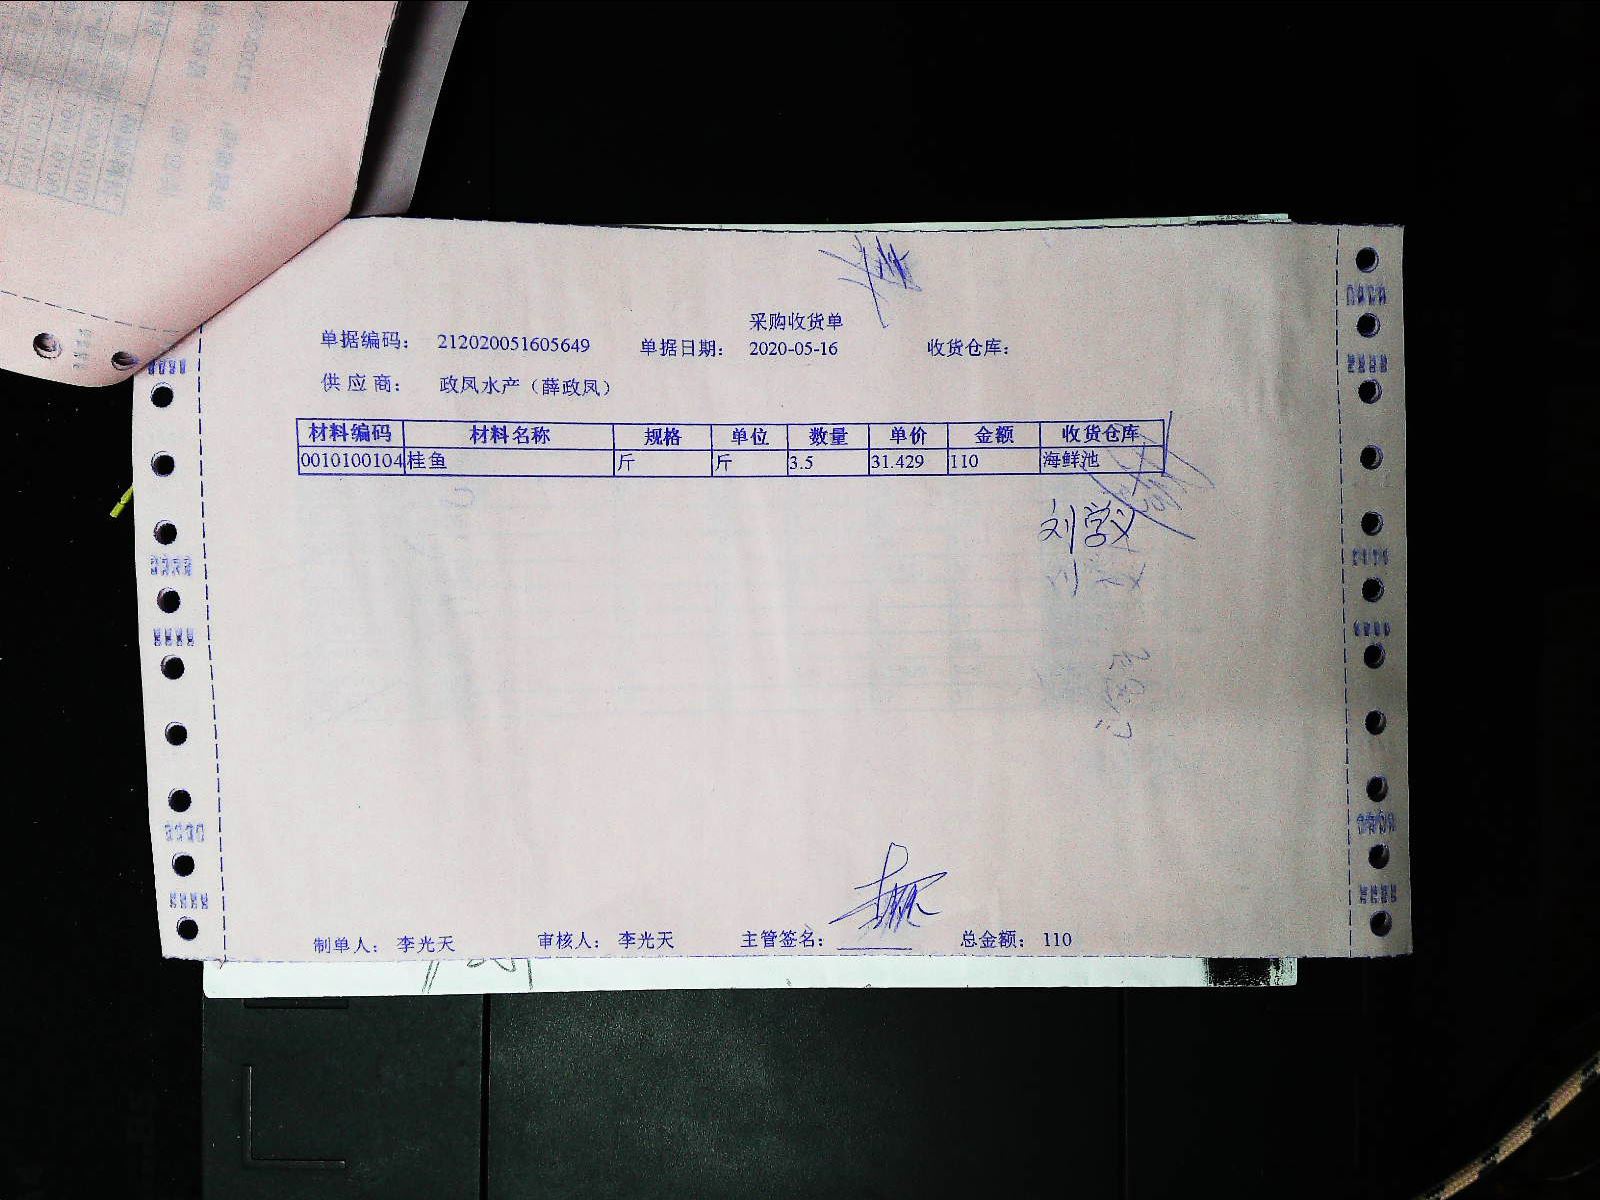 采购收货单
单据编码： 212020051605649 单据日期： 2020-05-16 收货仓库：
供应商： 政凤水产（薛政凤）
材料编码 材料名称 规格 单位 数量 单价 金额 收货仓库
0010100104 桂鱼 斤 斤 3.5 31.429 110 海鲜池
刘学义
制单人： 李光天 审核人： 李光天 主管签名： 总金额： 110